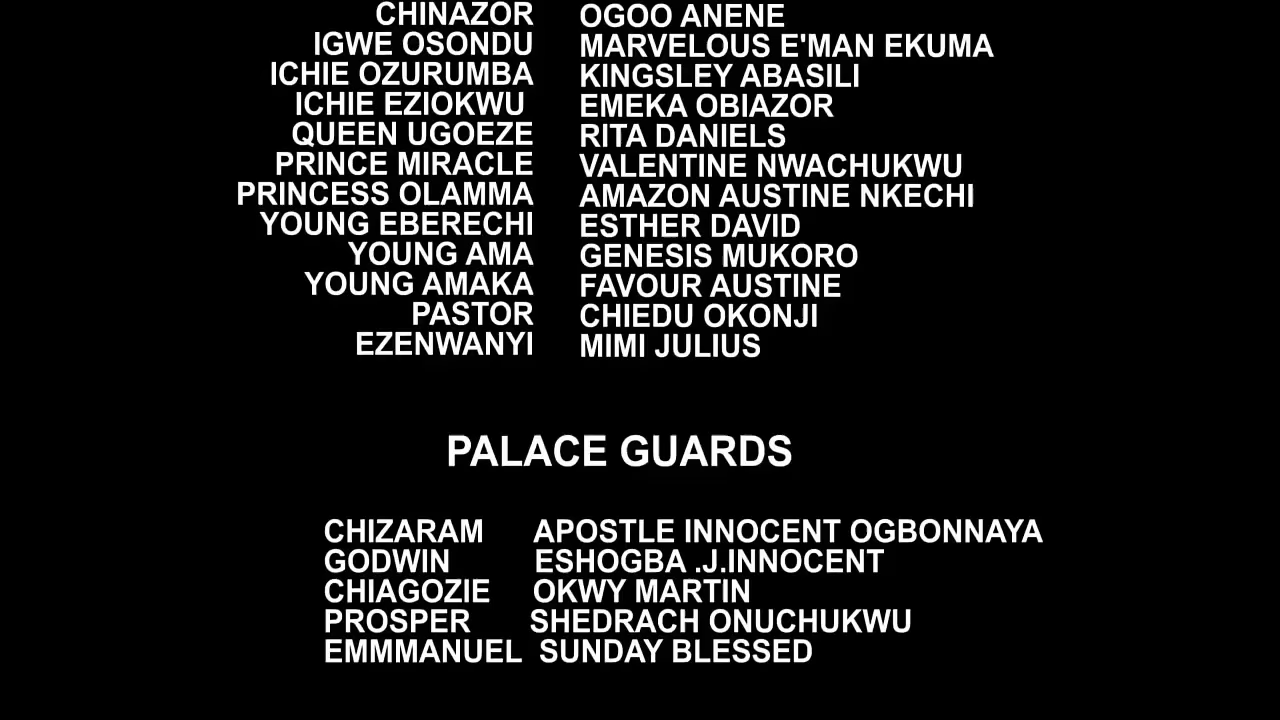 CHINAZOR OGOO ANENE
IGWE OSONDU MARVELOUS E'MAN EKUMA
ICHIE OZURUMBA KINGSLEY ABASILI
ICHIE EZIOKWU EMEKA OBIAZOR
QUEEN UGOEZE RITA DANIELS
PRINCE MIRACLE VALENTINE NWACHUKWU
PRINCESS OLAMMA AMAZON AUSTINE NKECHI
YOUNG EBERECHI ESTHER DAVID
YOUNG AMA GENESIS MUKORO
YOUNG AMAKA FAVOUR AUSTINE
PASTOR CHIEDU OKONJI
EZENWANYI MIMI JULIUS
PALACE GUARDS
CHIZARAM APOSTLE INNOCENT OGBONNAYA
GODWIN ESHOGBA .J.INNOCENT
CHIAGOZIE OKWY MARTIN
PROSPER SHEDRACH ONUCHUKWU
EMMMANUEL SUNDAY BLESSED